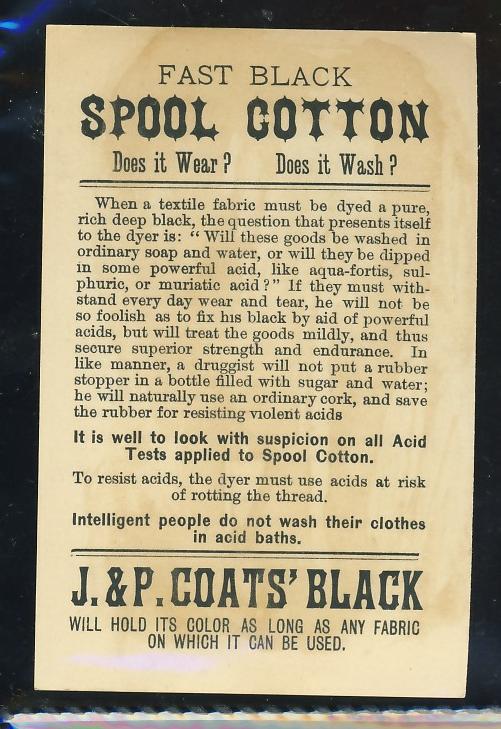 FAST BLACK
SPOOL COTTON
Does it Wear? Does it Wash?
When a textile fabric must be dyed a pure,
rich deep black, the question that presents itself
to the dyer is: "Will these goods be washed in
ordinary soap and water, or will they be dipped
in some powerful acid, like aqua-fortis, sul-
phuric, or muriatic acid?" If they must with-
stand every day wear and tear, he will not be
so foolish as to fix his black by aid of powerful
acids, but will treat the goods mildly, and thus
secure superior strength and endurance. In
like manner, a druggist will not put a rubber
stopper in a bottle filled with sugar and water;
he will naturally use an ordinary cork, and save
the rubber for resisting violent acids
It is well to look with suspicion on all Acid
Tests applied to Spool Cotton.
To resist acids, the dyer must use acids at risk
of rotting the thread.
Intelligent people do not wash their clothes
in acid baths.
J. & P. COATS' BLACK
WILL HOLD ITS COLOR AS LONG AS ANY FABRIC
ON WHICH IT CAN BE USED.